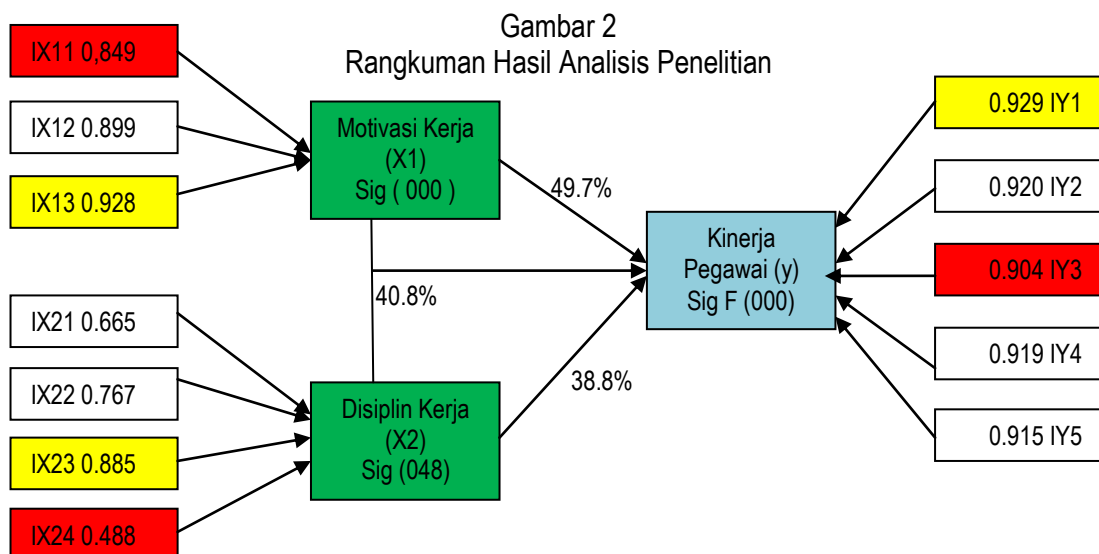 Gambar 2
Rangkuman Hasil Analisis Penelitian
IX11 0,849
IX12 0.899
IX13 0.928
IX21 0.665
IX22 0.767
IX23 0.885
IX24 0.488
Motivasi Kerja
(X1)
Sig ( 000 )
Disiplin Kerja
(X2)
Sig (048)
49.7%
40.8%
38.8%
Kinerja
Pegawai (y)
Sig F (000)
0.929 IY1
0.920 IY2
0.904 IY3
0.919 IY4
0.915 IY5